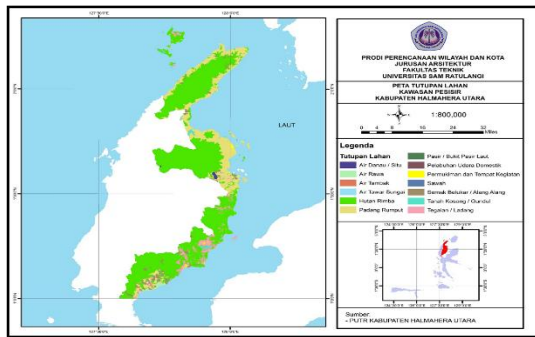 LAUT
PRODI PERENCANAAN WILAYAH DAN KOTA
JURUSAN ARSITEKTUR
FAKULTAS TEKNIK
UNIVERSITAS SAM RATULANGI
PETA TUTUPAN LAHAN
KAWASAN PESISIR
KABUPATEN HALMAHERA UTARA
1:800,000
Legenda
Tutupan Lahan
Air Danau / Situ
Air Rawa
Air Tambak
Air Tawar Sungai
Hutan Rimba
Padang Rumput
Pasir / Bukit Pasir Laut
Pelabuhan Udara Domestik
Permukiman dan Tempat Kegiatan
Sawah
Semak Belukar / Alang Alang
Tanah Kosong / Gundul
Tegalan / Ladang
Sumber:
- PUTR KABUPATEN HALMAHERA UTARA